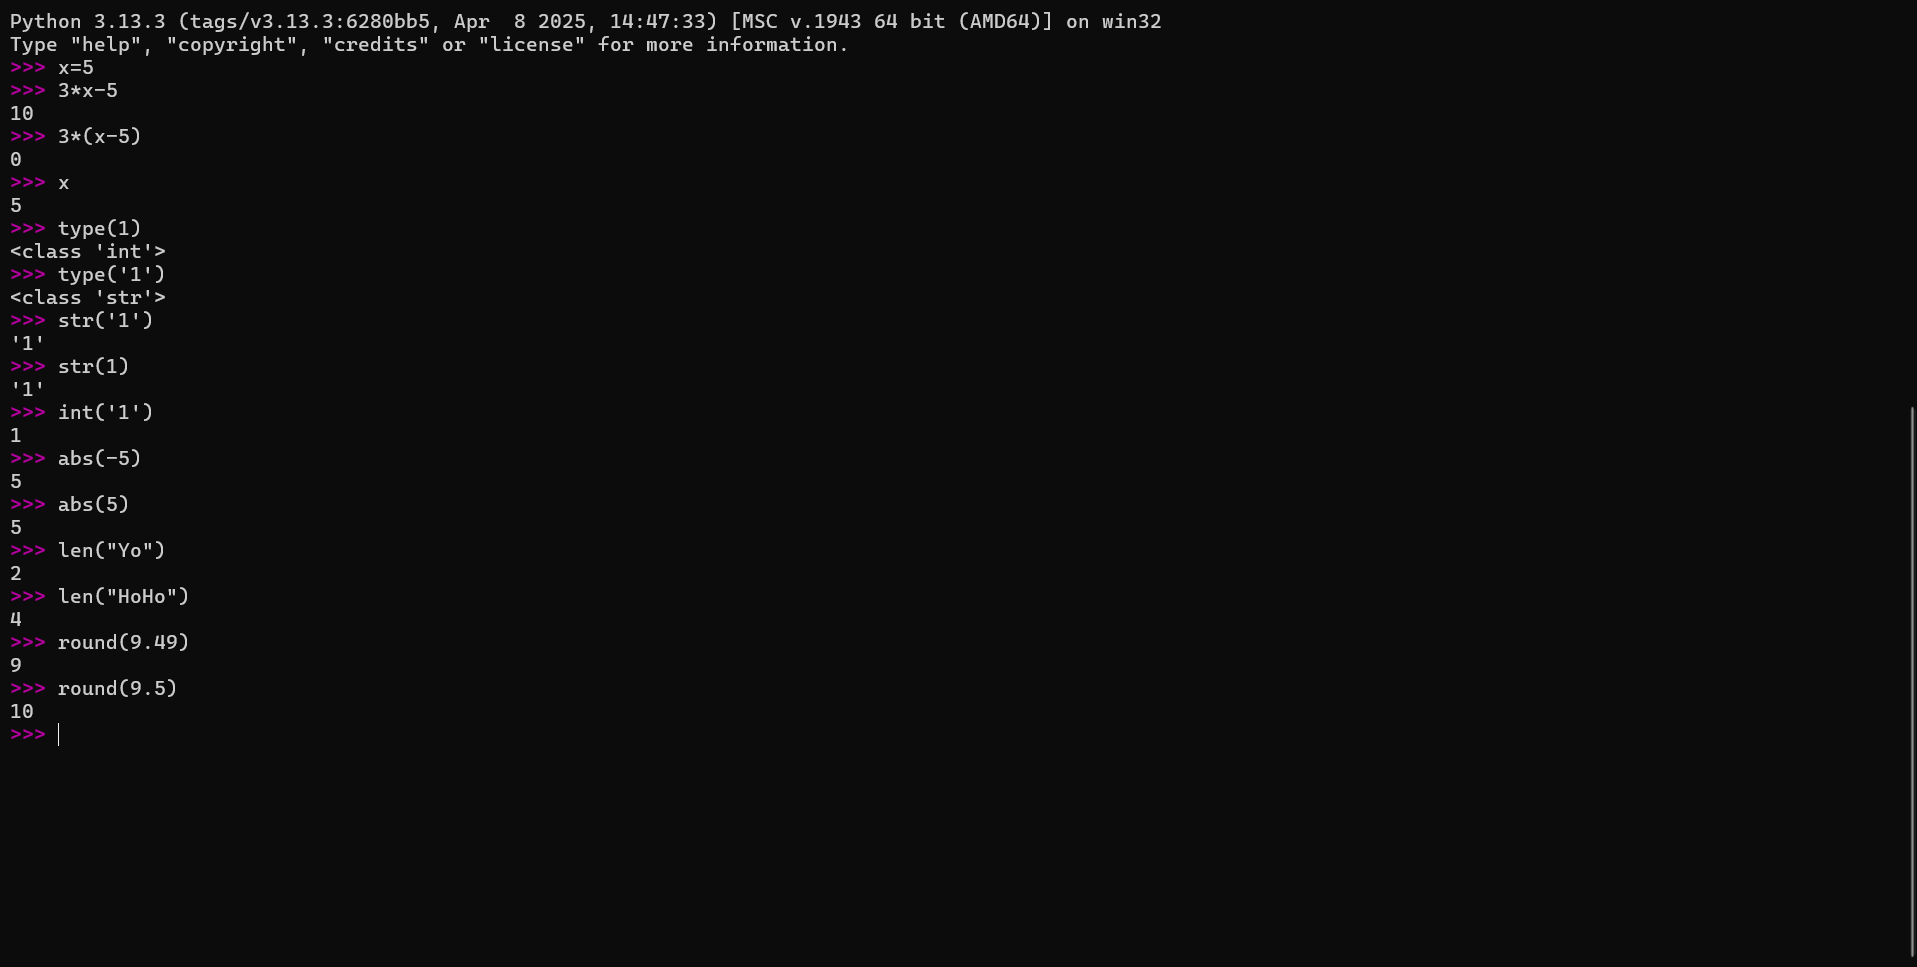 Python 3.13.3 (tags/v3.13.3:6280bb5, Apr  8 2025, 14:47:33) [MSC v.1943 64 bit (AMD64)] on win32
Type "help", "copyright", "credits" or "license" for more information.
>>> x=5
>>> 3*x-5
10
>>> 3*(x-5)
0
>>> x
5
>>> type(1)
<class 'int'>
>>> type('1')
<class 'str'>
>>> str('1')
'1'
>>> str(1)
'1'
>>> int('1')
1
>>> abs(-5)
5
>>> abs(5)
5
>>> len("Yo")
2
>>> len("HoHo")
4
>>> round(9.49)
9
>>> round(9.5)
10
>>>